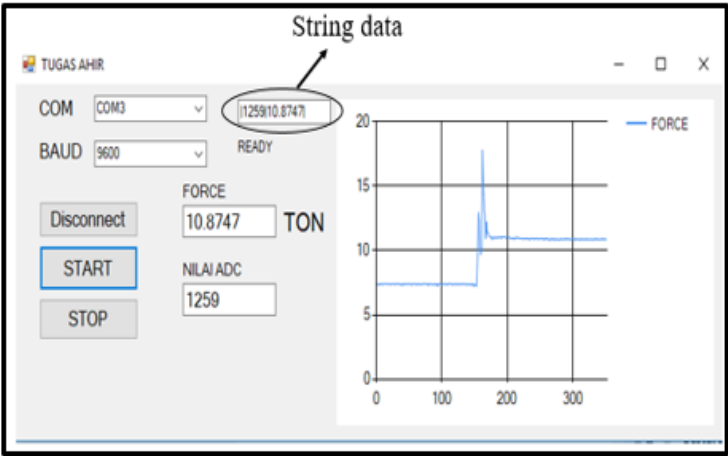 String data
TUGAS AHIR
COM COM3 |1259|10.8747|
BAUD 9600 READY
Disconnect
START
STOP
FORCE
10.8747 TON
NILAI ADC
1259
FORCE
20
15
10
5
0
0 100 200 300